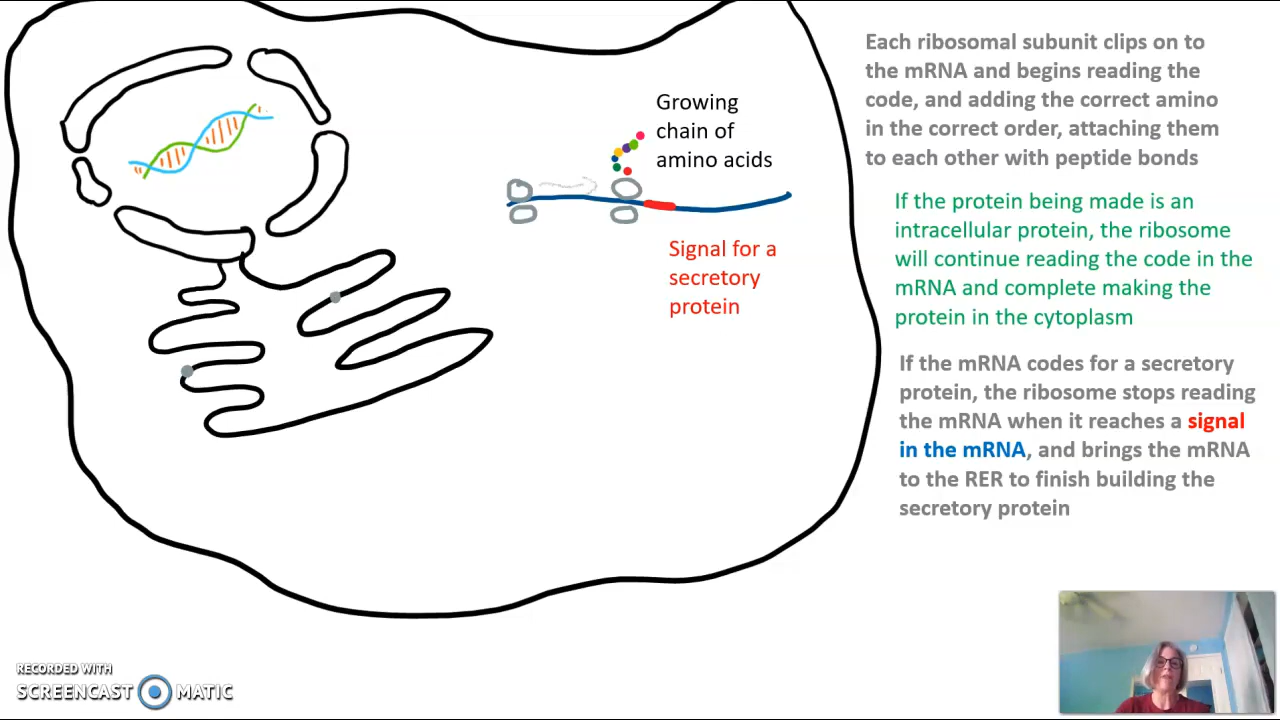 Growing
chain of
amino acids
Signal for a
secretory
protein
Each ribosomal subunit clips on to
the mRNA and begins reading the
code, and adding the correct amino
in the correct order, attaching them
to each other with peptide bonds
If the protein being made is an
intracellular protein, the ribosome
will continue reading the code in the
mRNA and complete making the
protein in the cytoplasm
If the mRNA codes for a secretory
protein, the ribosome stops reading
the mRNA when it reaches a signal
in the mRNA, and brings the mRNA
to the RER to finish building the
secretory protein
RECORDED WITH
SCREENCAST MATIC